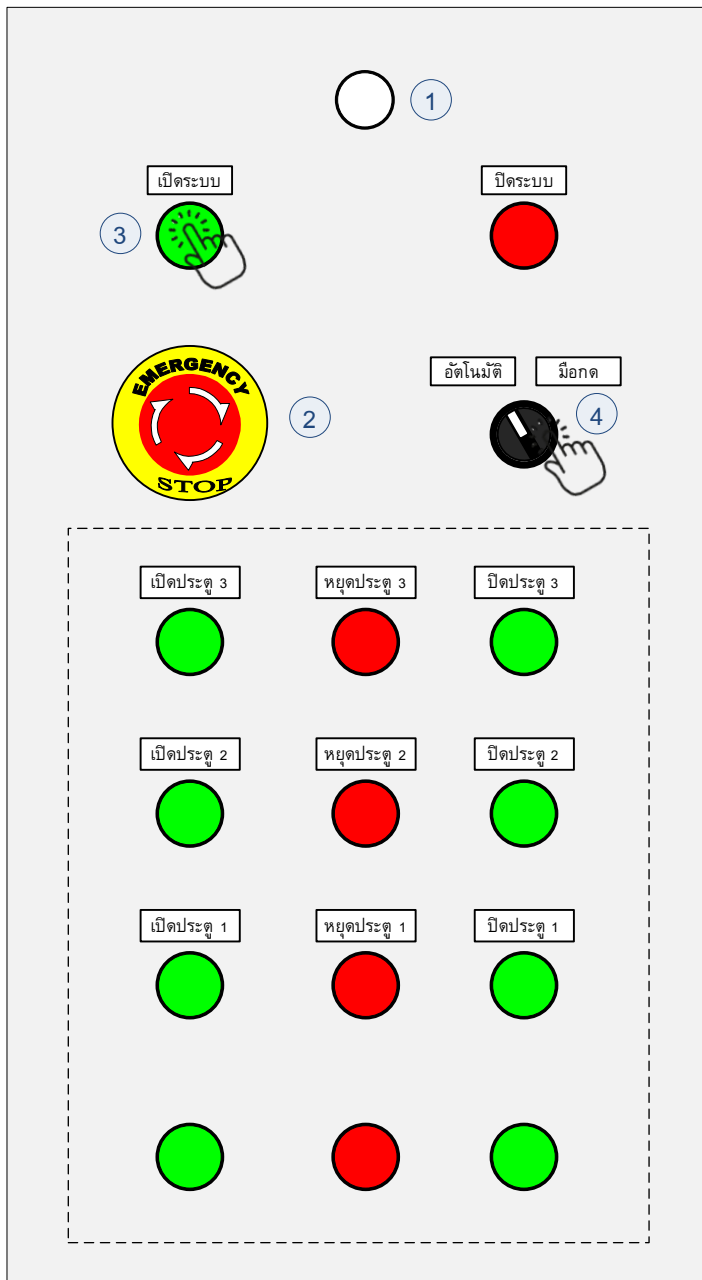 1
เปิดระบบ
ปิดระบบ
3
EMERGENCY
STOP
2
อัตโนมัติ
มือกด
4
เปิดประตู 3
หยุดประตู 3
ปิดประตู 3
เปิดประตู 2
หยุดประตู 2
ปิดประตู 2
เปิดประตู 1
หยุดประตู 1
ปิดประตู 1